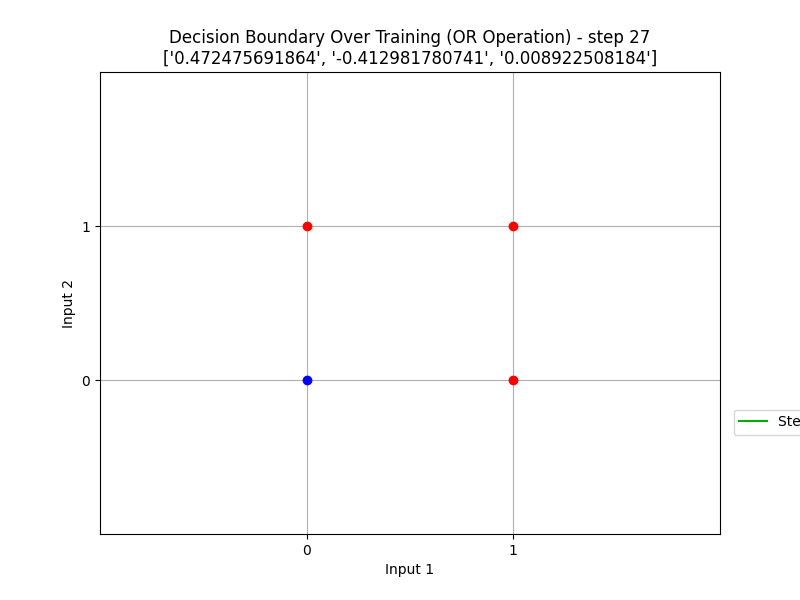 Decision Boundary Over Training (OR Operation) - step 27
['0.472475691864', '-0.412981780741', '0.008922508184']
1
Input 2
0
Ste
0 1
Input 1